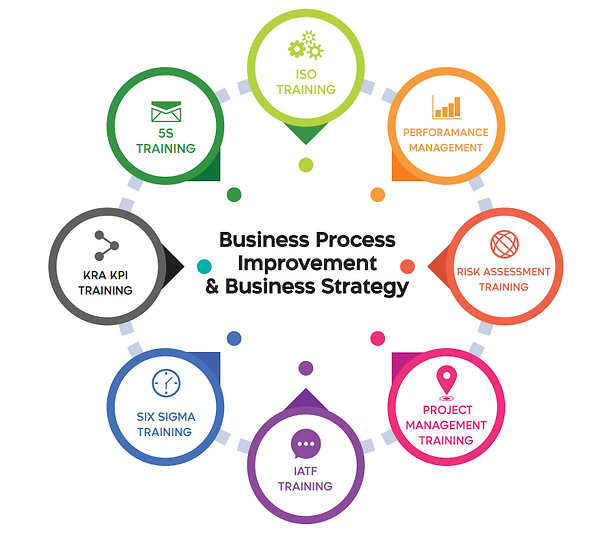 ISO
TRAINING
PERFORAMANCE
MANAGEMENT
RISK ASSESSMENT
TRAINING
PROJECT
MANAGEMENT
TRAINING
IATF
TRAINING
SIX SIGMA
TRAINING
KRA KPI
TRAINING
5S
TRAINING
Business Process
Improvement
& Business Strategy